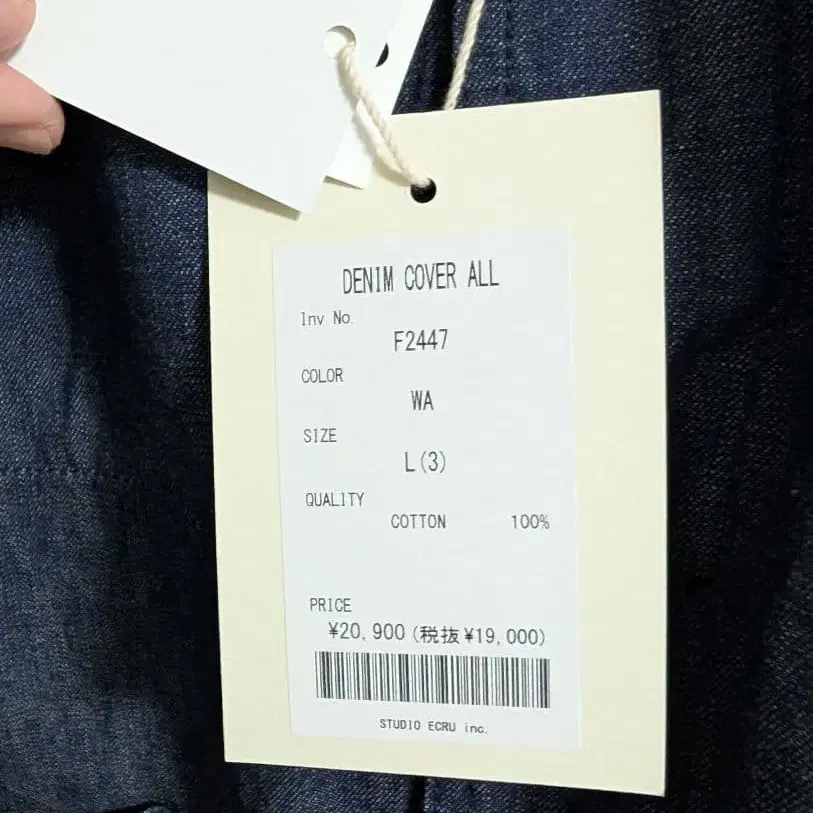 DENIM COVER ALL
Inv No.
F2447
COLOR
WA
SIZE
L(3)
QUALITY
COTTON 100%
PRICE
¥20,900(税抜¥19,000)
STUDIO ECRU inc.